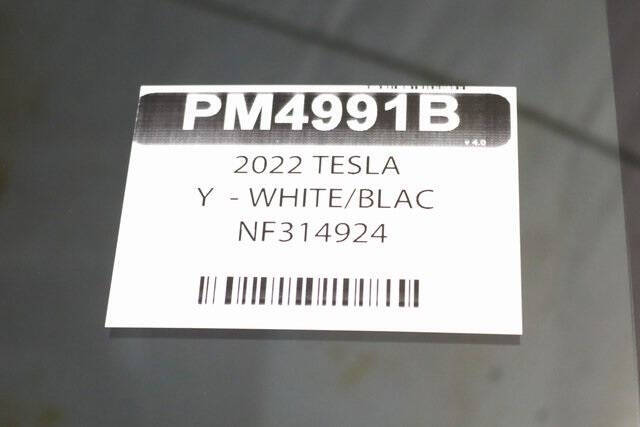 PM4991B
v 4.0
2022 TESLA
Y - WHITE/BLAC
NF314924